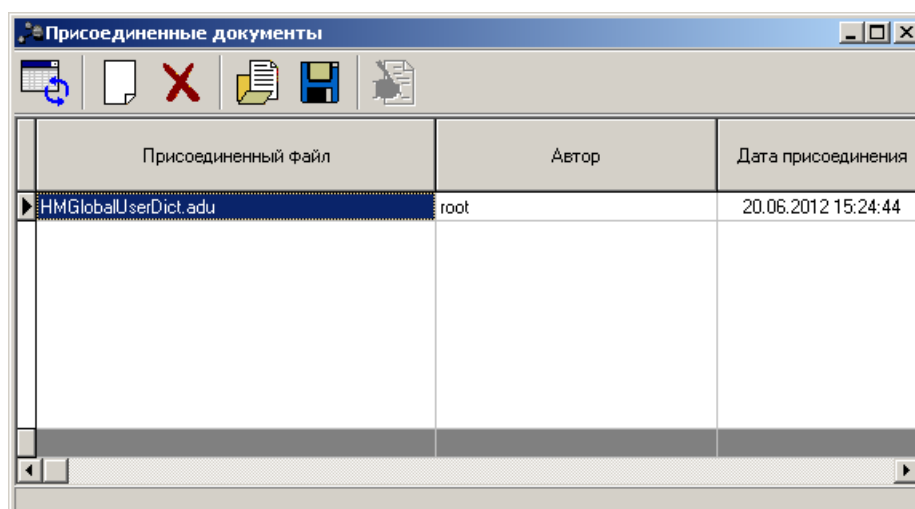 Присоединенные документы
Присоединенный файл Автор Дата присоединения
HMGlobalUserDict.adu root 20.06.2012 15:24:44